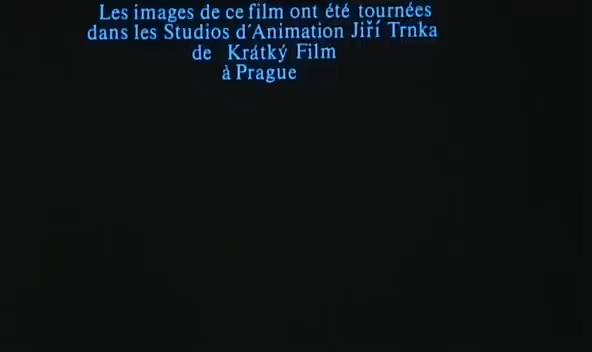 Les images de ce film ont été tournées
dans les Studios d´Animation Jiří Trnka
de Krátký Film
à Prague